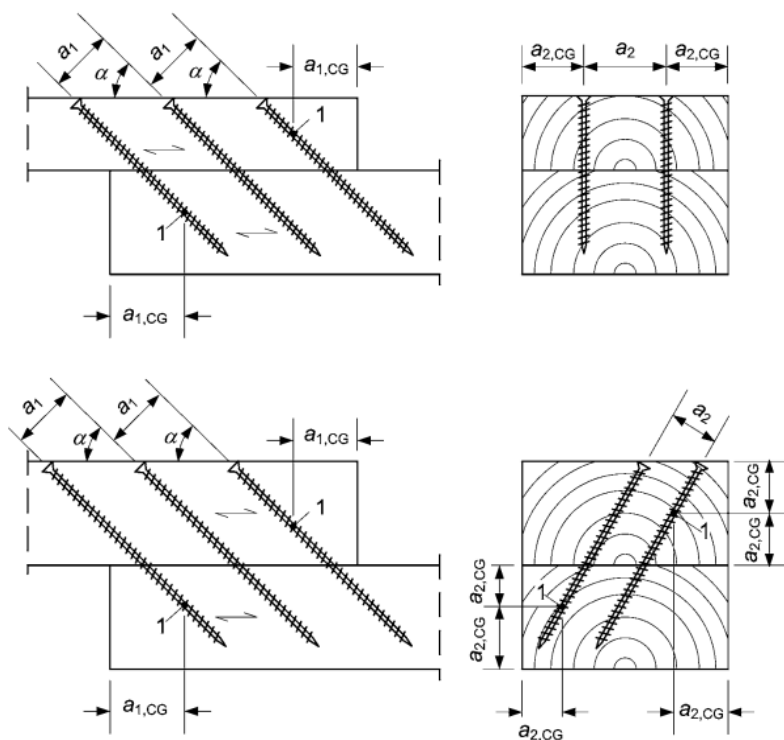 a1 α a1 α a1,CG
1
1
a1,CG
a2,CG a2 a2,CG
a1 α a1 α a1,CG
1
1
a1,CG
a2
a2,CG
1
a2,CG
a2,CG
1
a2,CG
a2,CG a2,CG